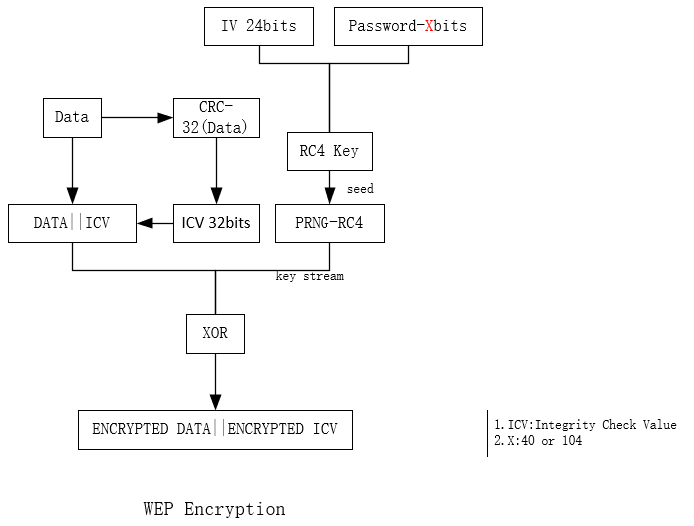 IV 24bits
Password-Xbits
Data
CRC-
32(Data)
RC4 Key
seed
DATA||ICV
ICV 32bits
PRNG-RC4
key stream
XOR
ENCRYPTED DATA||ENCRYPTED ICV
1.ICV:Integrity Check Value
2.X:40 or 104
WEP Encryption